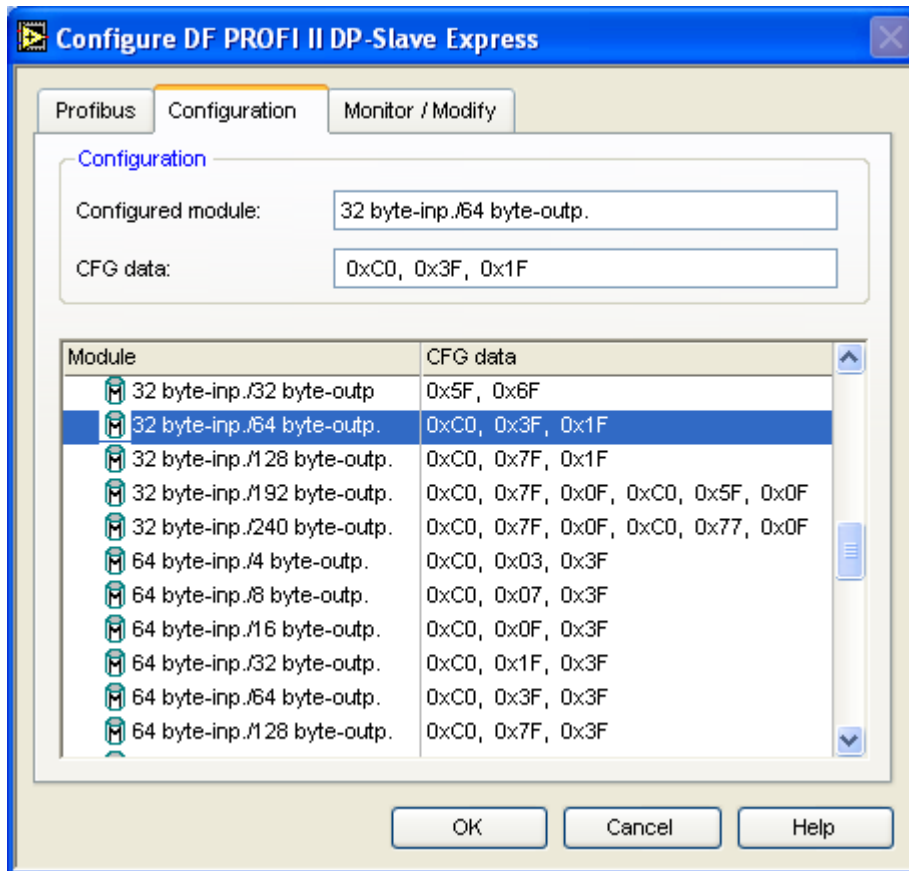 Configure DF PROFI II DP-Slave Express
Profibus Configuration Monitor / Modify
Configuration
Configured module: 32 byte-inp./64 byte-outp.
CFG data: 0xC0, 0x3F, 0x1F
Module CFG data
32 byte-inp./32 byte-outp 0x5F, 0x6F
32 byte-inp./64 byte-outp. 0xC0, 0x3F, 0x1F
32 byte-inp./128 byte-outp. 0xC0, 0x7F, 0x1F
32 byte-inp./192 byte-outp. 0xC0, 0x7F, 0x0F, 0xC0, 0x5F, 0x0F
32 byte-inp./240 byte-outp. 0xC0, 0x7F, 0x0F, 0xC0, 0x77, 0x0F
64 byte-inp./4 byte-outp. 0xC0, 0x03, 0x3F
64 byte-inp./8 byte-outp. 0xC0, 0x07, 0x3F
64 byte-inp./16 byte-outp. 0xC0, 0x0F, 0x3F
64 byte-inp./32 byte-outp. 0xC0, 0x1F, 0x3F
64 byte-inp./64 byte-outp. 0xC0, 0x3F, 0x3F
64 byte-inp./128 byte-outp. 0xC0, 0x7F, 0x3F
OK Cancel Help